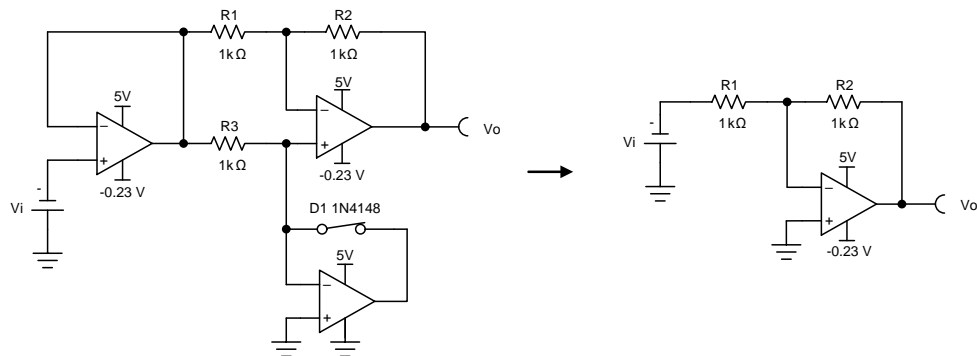 R1
1kΩ
R2
1kΩ
5V
-0.23 V
R3
1kΩ
5V
-0.23 V
Vo
-
Vi
D1 1N4148
5V
R1
1kΩ
R2
1kΩ
-
Vi
5V
-0.23 V
Vo